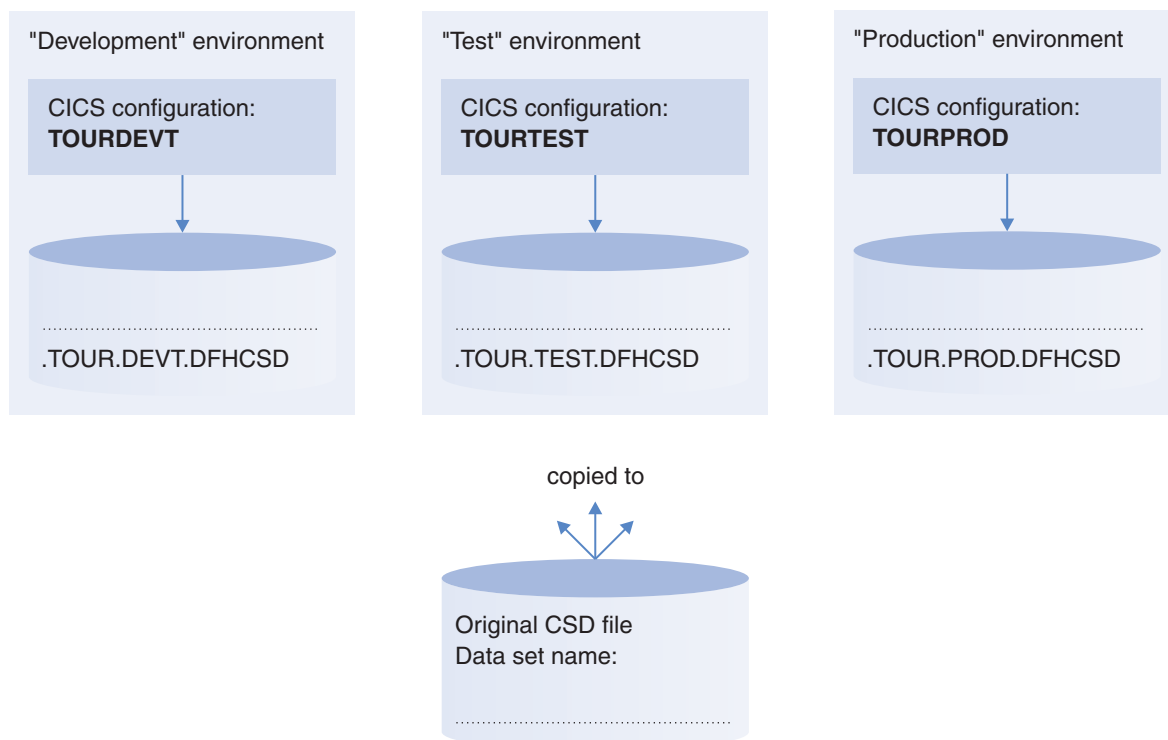 "Development" environment
CICS configuration:
TOURDEVT
.TOUR.DEVT.DFHCSD
"Test" environment
CICS configuration:
TOURTEST
.TOUR.TEST.DFHCSD
"Production" environment
CICS configuration:
TOURPROD
.TOUR.PROD.DFHCSD
copied to
Original CSD file
Data set name: